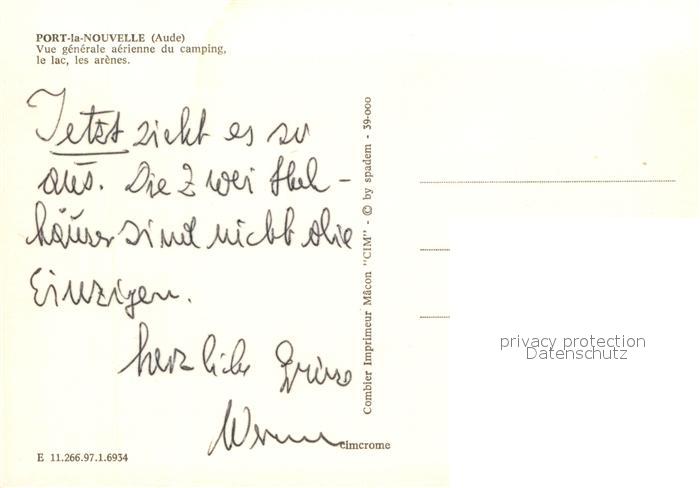 PORT-la-NOUVELLE (Aude)
Vue générale aérienne du camping,
le lac, les arènes.
Jetzt sieht es so
aus. Die zwei Hoch-
häuser sind nicht die
Einzigen.
herzliche Grüsse
Werner
E 11.266.97.1.6934
cimcrome
Combier Imprimeur Mâcon "CIM" - © by spadem - 39-000
privacy protection
Datenschutz